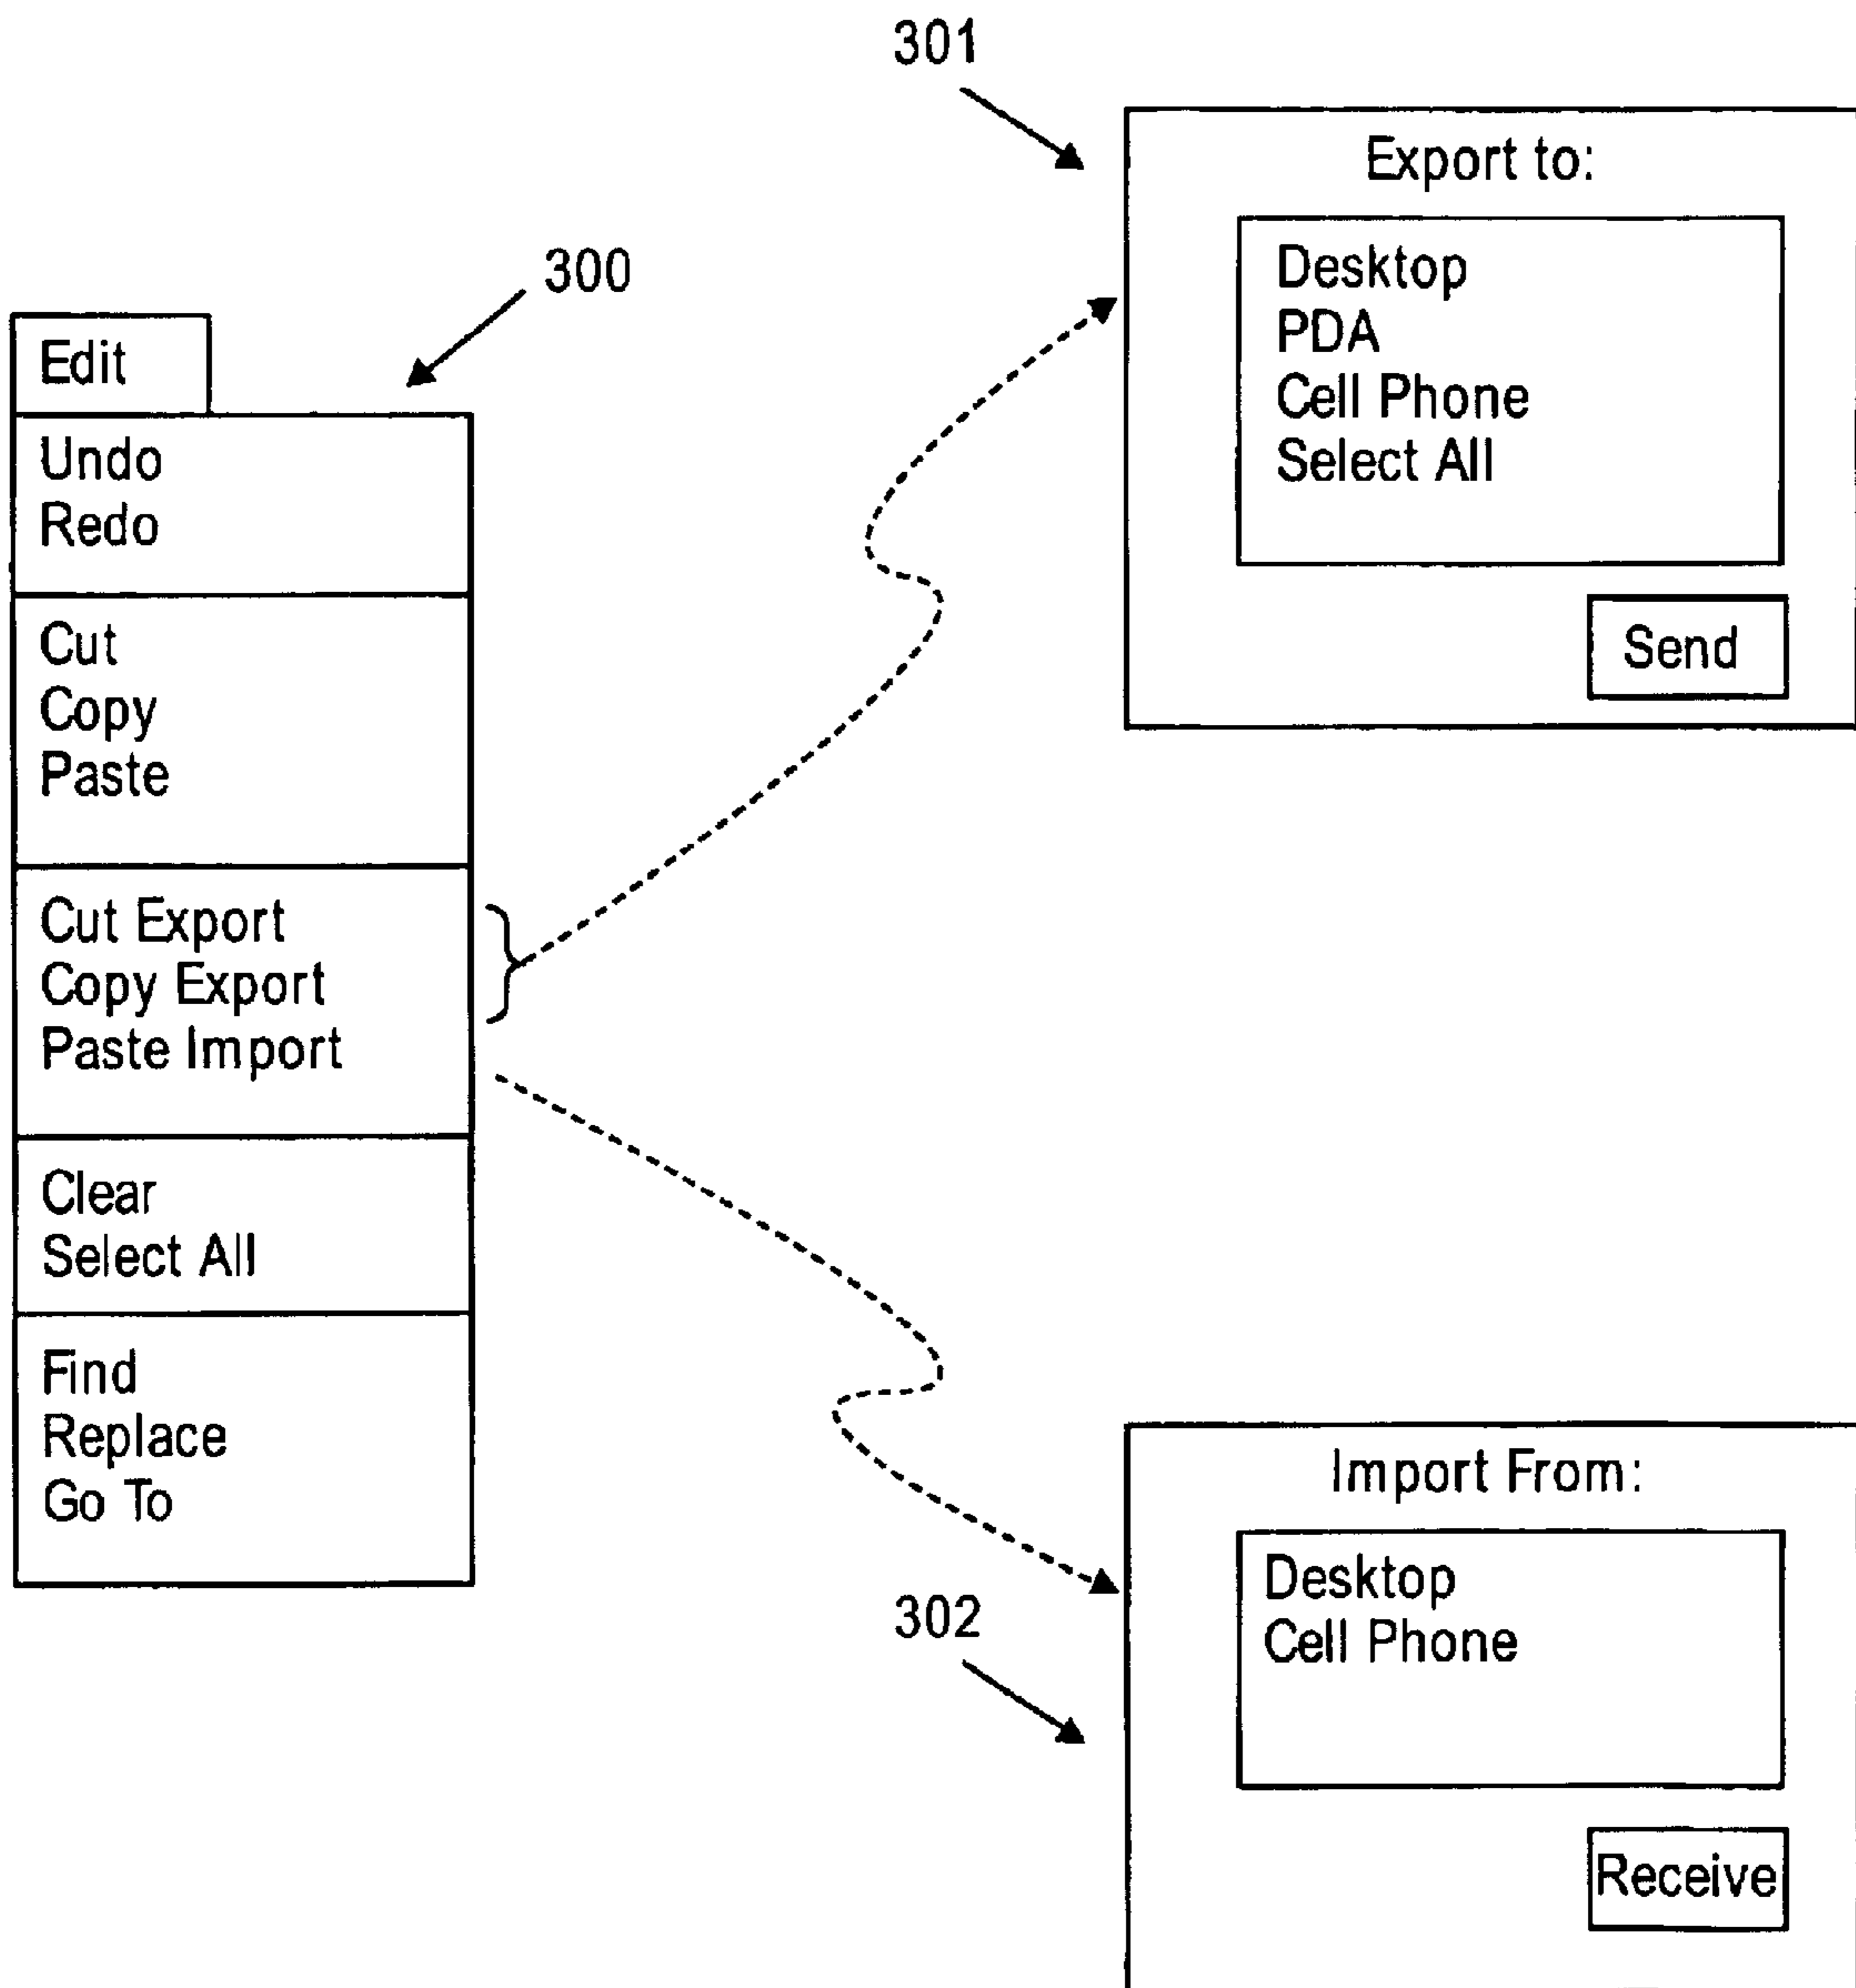 301
Export to:
Desktop
PDA
Cell Phone
Select All
Send
300
Edit
Undo
Redo
Cut
Copy
Paste
Cut Export
Copy Export
Paste Import
Clear
Select All
Find
Replace
Go To
302
Import From:
Desktop
Cell Phone
Receive